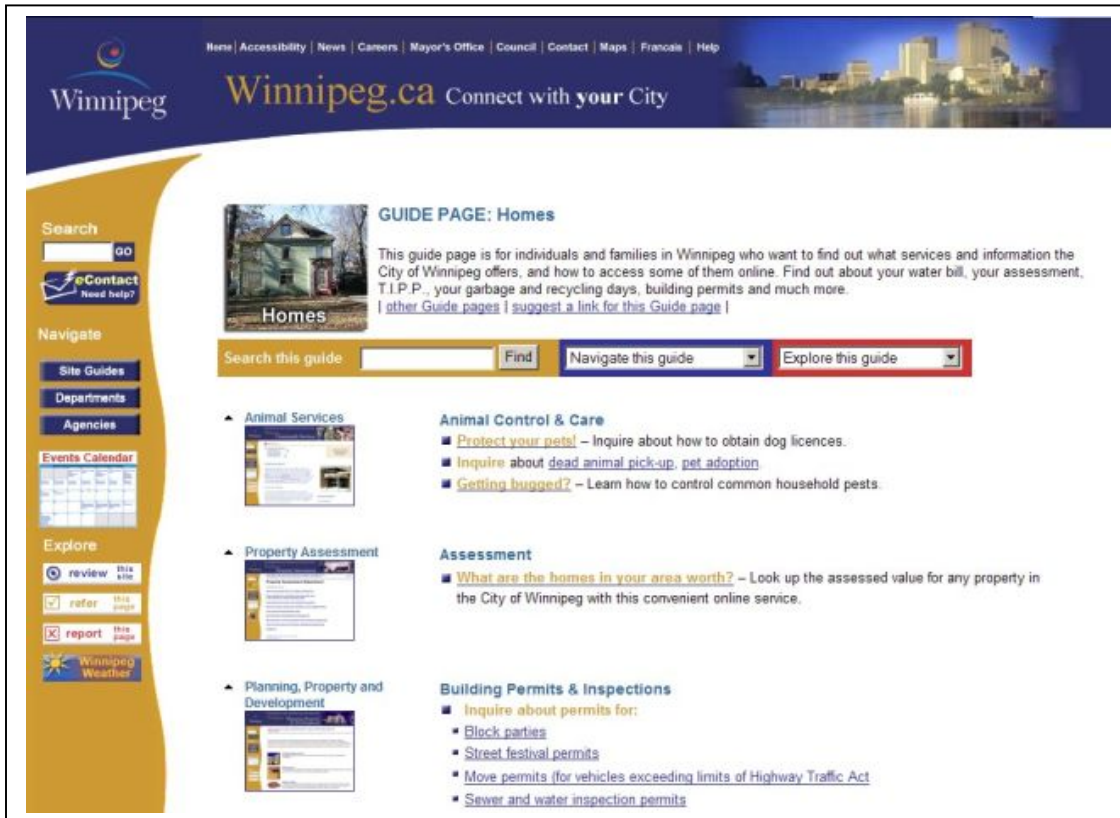 Winnipeg
Home | Accessibility | News | Careers | Mayor's Office | Council | Contact | Maps | Francais | Help
Winnipeg.ca Connect with your City
Search
GO
eContact
Need help?
Navigate
Site Guides
Departments
Agencies
Events Calendar
Explore
review this site
refer this page
report this page
Winnipeg
Weather
Homes
GUIDE PAGE: Homes
This guide page is for individuals and families in Winnipeg who want to find out what services and information the
City of Winnipeg offers, and how to access some of them online. Find out about your water bill, your assessment,
T.I.P.P., your garbage and recycling days, building permits and much more.
| other Guide pages | suggest a link for this Guide page |
Search this guide Find Navigate this guide Explore this guide
Animal Services
Animal Control & Care
Protect your pets! – Inquire about how to obtain dog licences.
Inquire about dead animal pick-up, pet adoption
Getting bugged? – Learn how to control common household pests.
Property Assessment
Assessment
What are the homes in your area worth? – Look up the assessed value for any property in
the City of Winnipeg with this convenient online service.
Planning, Property and
Development
Building Permits & Inspections
Inquire about permits for:
Block parties
Street festival permits
Move permits (for vehicles exceeding limits of Highway Traffic Act
Sewer and water inspection permits